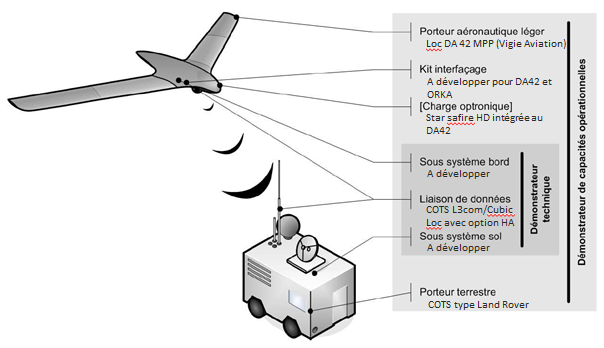 Porteur aéronautique léger
Loc DA 42 MPP (Vigie Aviation)
Kit interfaçage
A développer pour DA42 et
ORKA
[Charge optronique]
Star safire HD intégrée au
DA42
Sous système bord
A développer
Liaison de données
COTS L3com/Cubic
Loc avec option HA
Sous système sol
A développer
Porteur terrestre
COTS type Land Rover
Démonstrateur
technique
Démonstrateur de capacités opérationnelles